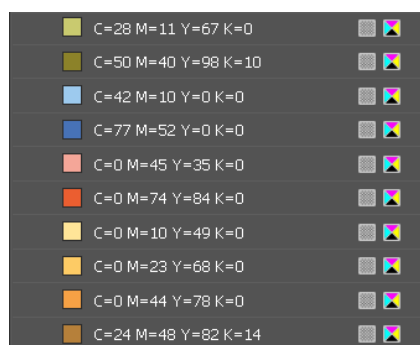 C=28 M=11 Y=67 K=0
C=50 M=40 Y=98 K=10
C=42 M=10 Y=0 K=0
C=77 M=52 Y=0 K=0
C=0 M=45 Y=35 K=0
C=0 M=74 Y=84 K=0
C=0 M=10 Y=49 K=0
C=0 M=23 Y=68 K=0
C=0 M=44 Y=78 K=0
C=24 M=48 Y=82 K=14